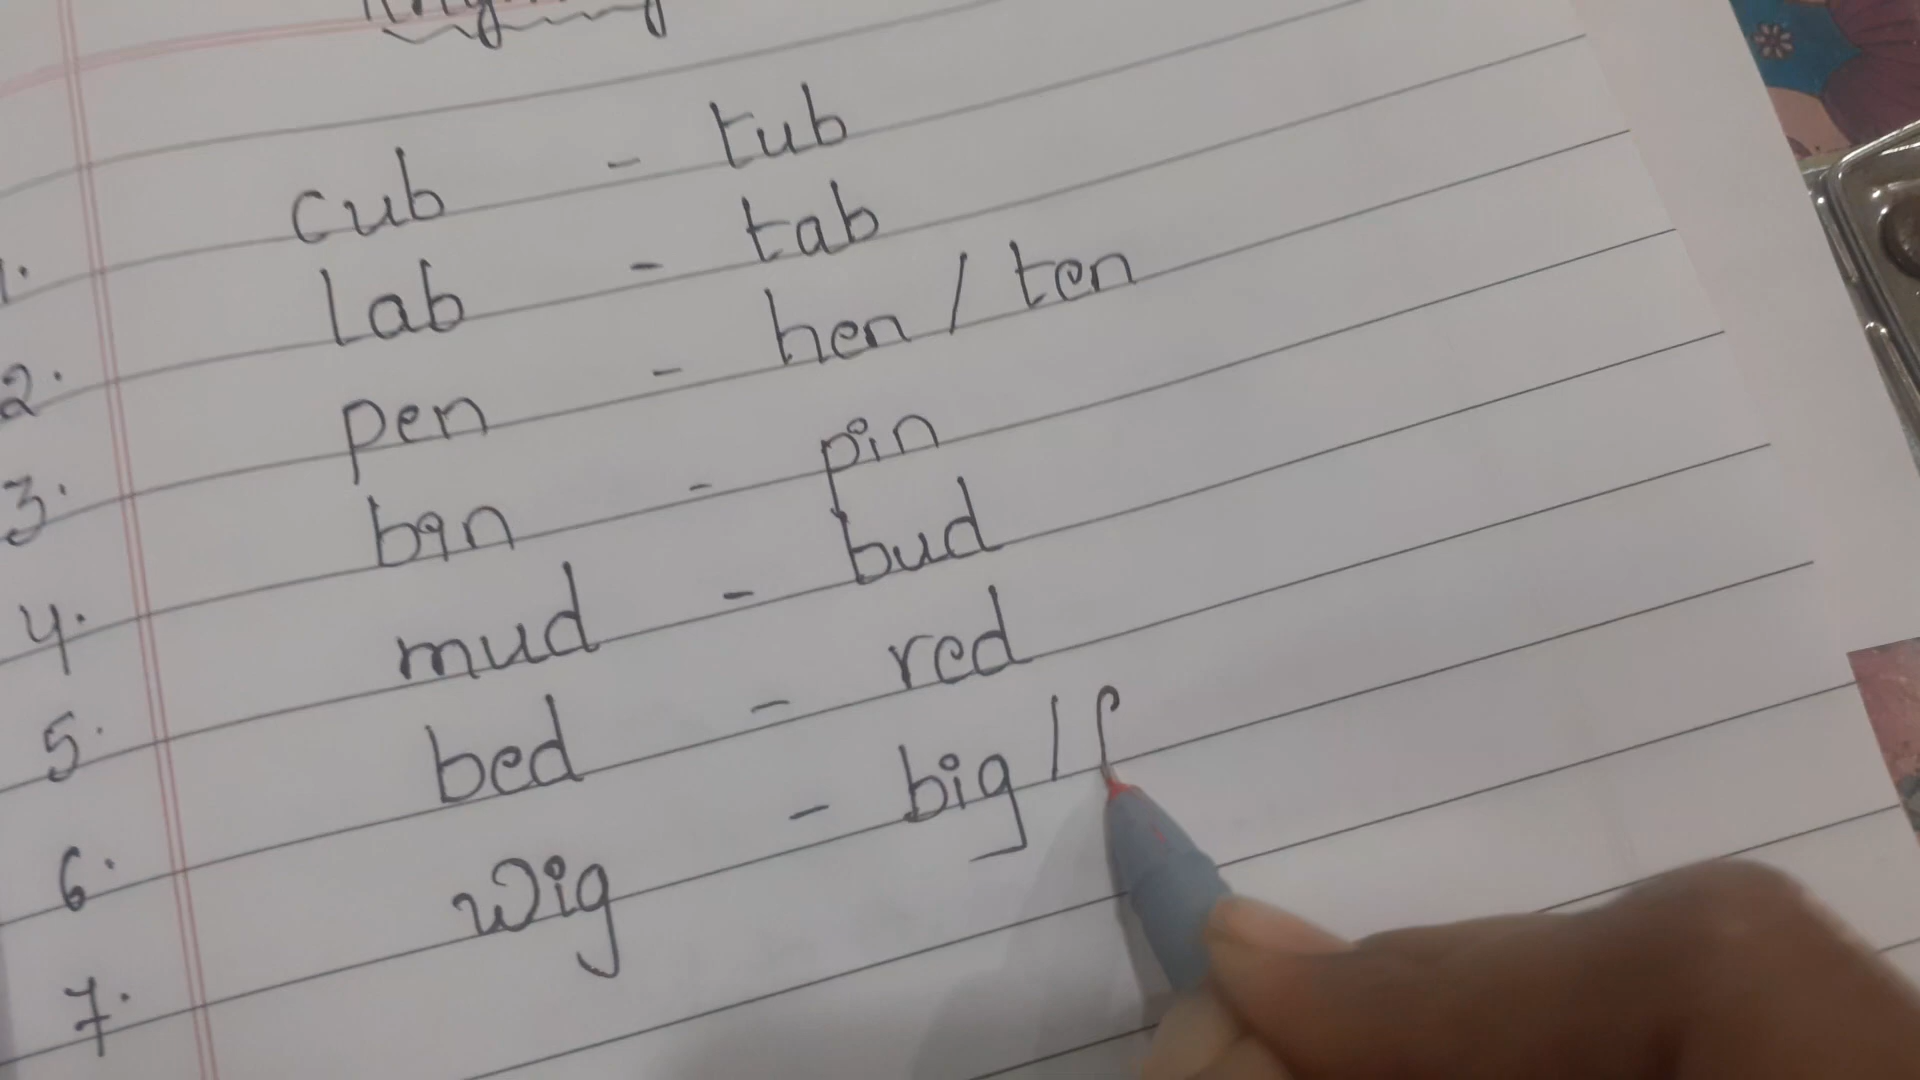 1. cub - tub
2. lab - tab
3. pen - hen / ten
4. - pin
5. mud - bud
6. bed - red
7. wig - big /